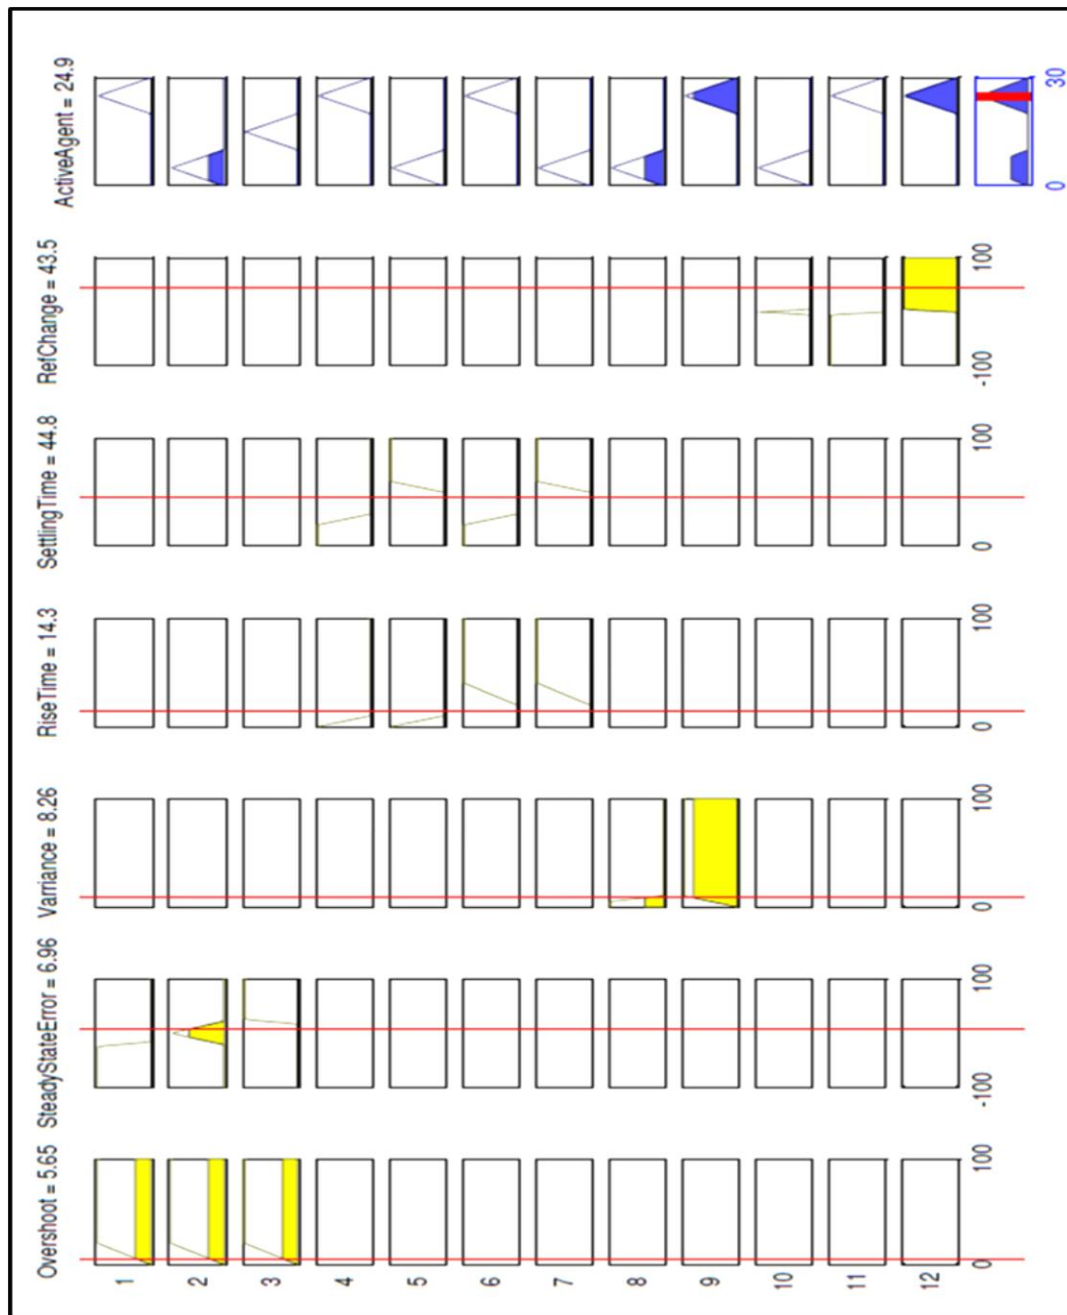 Overshoot = 5.65
SteadyStateError = 6.96
Varriance = 8.26
RiseTime = 14.3
SettlingTime = 44.8
RefChange = 43.5
ActiveAgent = 24.9
1
2
3
4
5
6
7
8
9
10
11
12
0 100
-100 100
0 100
0 100
0 100
-100 100
0 30